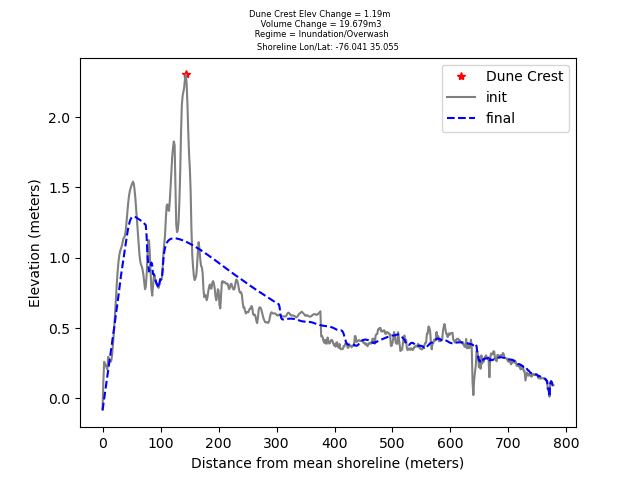 Dune Crest Elev Change = 1.19m
Volume Change = 19.679m3
Regime = Inundation/Overwash
Shoreline Lon/Lat: -76.041 35.055
Dune Crest
init
final
2.0
1.5
1.0
0.5
0.0
Elevation (meters)
0 100 200 300 400 500 600 700 800
Distance from mean shoreline (meters)